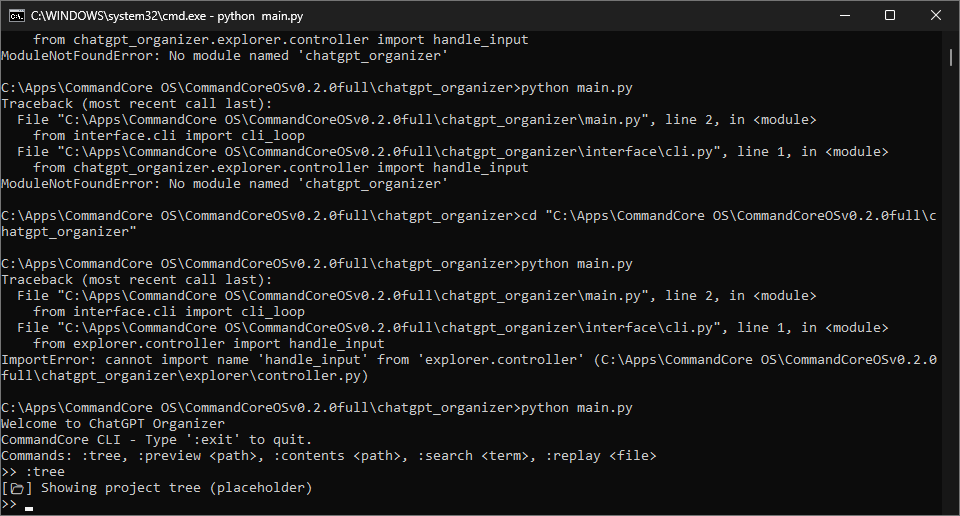 C:\WINDOWS\system32\cmd.exe - python  main.py
    from chatgpt_organizer.explorer.controller import handle_input
ModuleNotFoundError: No module named 'chatgpt_organizer'
C:\Apps\CommandCore OS\CommandCoreOSv0.2.0full\chatgpt_organizer>python main.py
Traceback (most recent call last):
  File "C:\Apps\CommandCore OS\CommandCoreOSv0.2.0full\chatgpt_organizer\main.py", line 2, in <module>
    from interface.cli import cli_loop
  File "C:\Apps\CommandCore OS\CommandCoreOSv0.2.0full\chatgpt_organizer\interface\cli.py", line 1, in <module>
    from chatgpt_organizer.explorer.controller import handle_input
ModuleNotFoundError: No module named 'chatgpt_organizer'
C:\Apps\CommandCore OS\CommandCoreOSv0.2.0full\chatgpt_organizer>cd "C:\Apps\CommandCore OS\CommandCoreOSv0.2.0full\c
hatgpt_organizer"
C:\Apps\CommandCore OS\CommandCoreOSv0.2.0full\chatgpt_organizer>python main.py
Traceback (most recent call last):
  File "C:\Apps\CommandCore OS\CommandCoreOSv0.2.0full\chatgpt_organizer\main.py", line 2, in <module>
    from interface.cli import cli_loop
  File "C:\Apps\CommandCore OS\CommandCoreOSv0.2.0full\chatgpt_organizer\interface\cli.py", line 1, in <module>
    from explorer.controller import handle_input
ImportError: cannot import name 'handle_input' from 'explorer.controller' (C:\Apps\CommandCore OS\CommandCoreOSv0.2.0
full\chatgpt_organizer\explorer\controller.py)
C:\Apps\CommandCore OS\CommandCoreOSv0.2.0full\chatgpt_organizer>python main.py
Welcome to ChatGPT Organizer
CommandCore CLI - Type ':exit' to quit.
Commands: :tree, :preview <path>, :contents <path>, :search <term>, :replay <file>
>> :tree
[📂] Showing project tree (placeholder)
>>